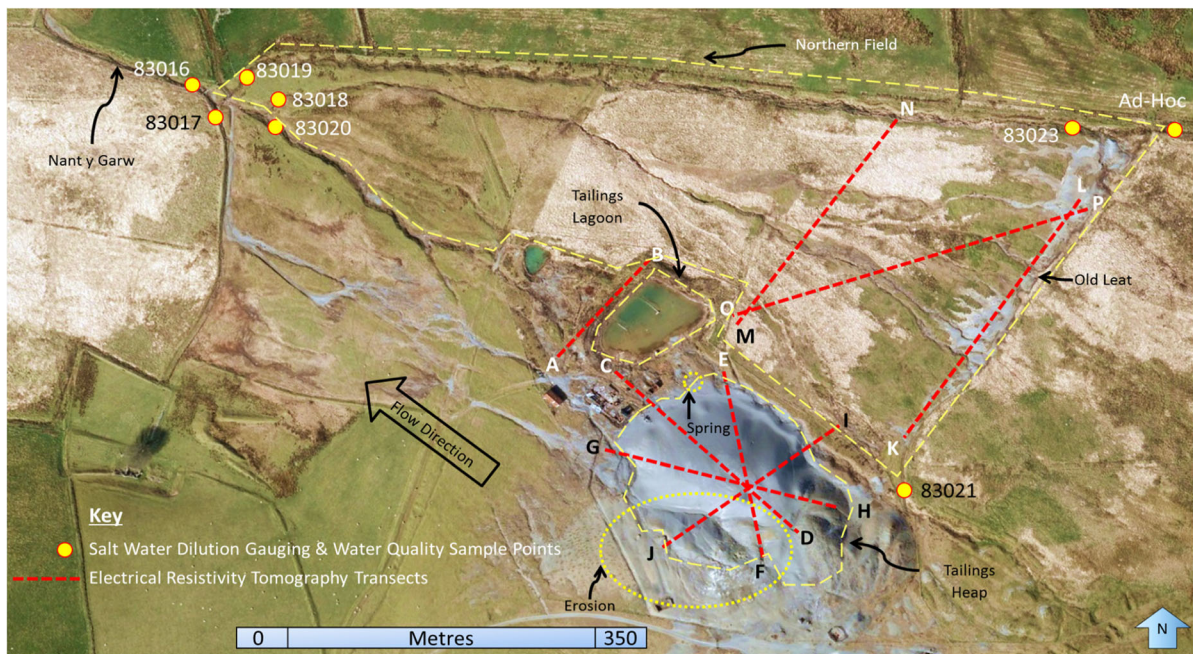 Northern Field
83016
83019
83018
83017
83020
Nant y Garw
N
83023
Ad-Hoc
L
P
Tailings
Lagoon
B
Old Leat
O
M
A
C
E
Flow Direction
Spring
I
G
K
83021
H
D
J
F
Erosion
Tailings
Heap
Key
Salt Water Dilution Gauging & Water Quality Sample Points
Electrical Resistivity Tomography Transects
0 Metres 350
N